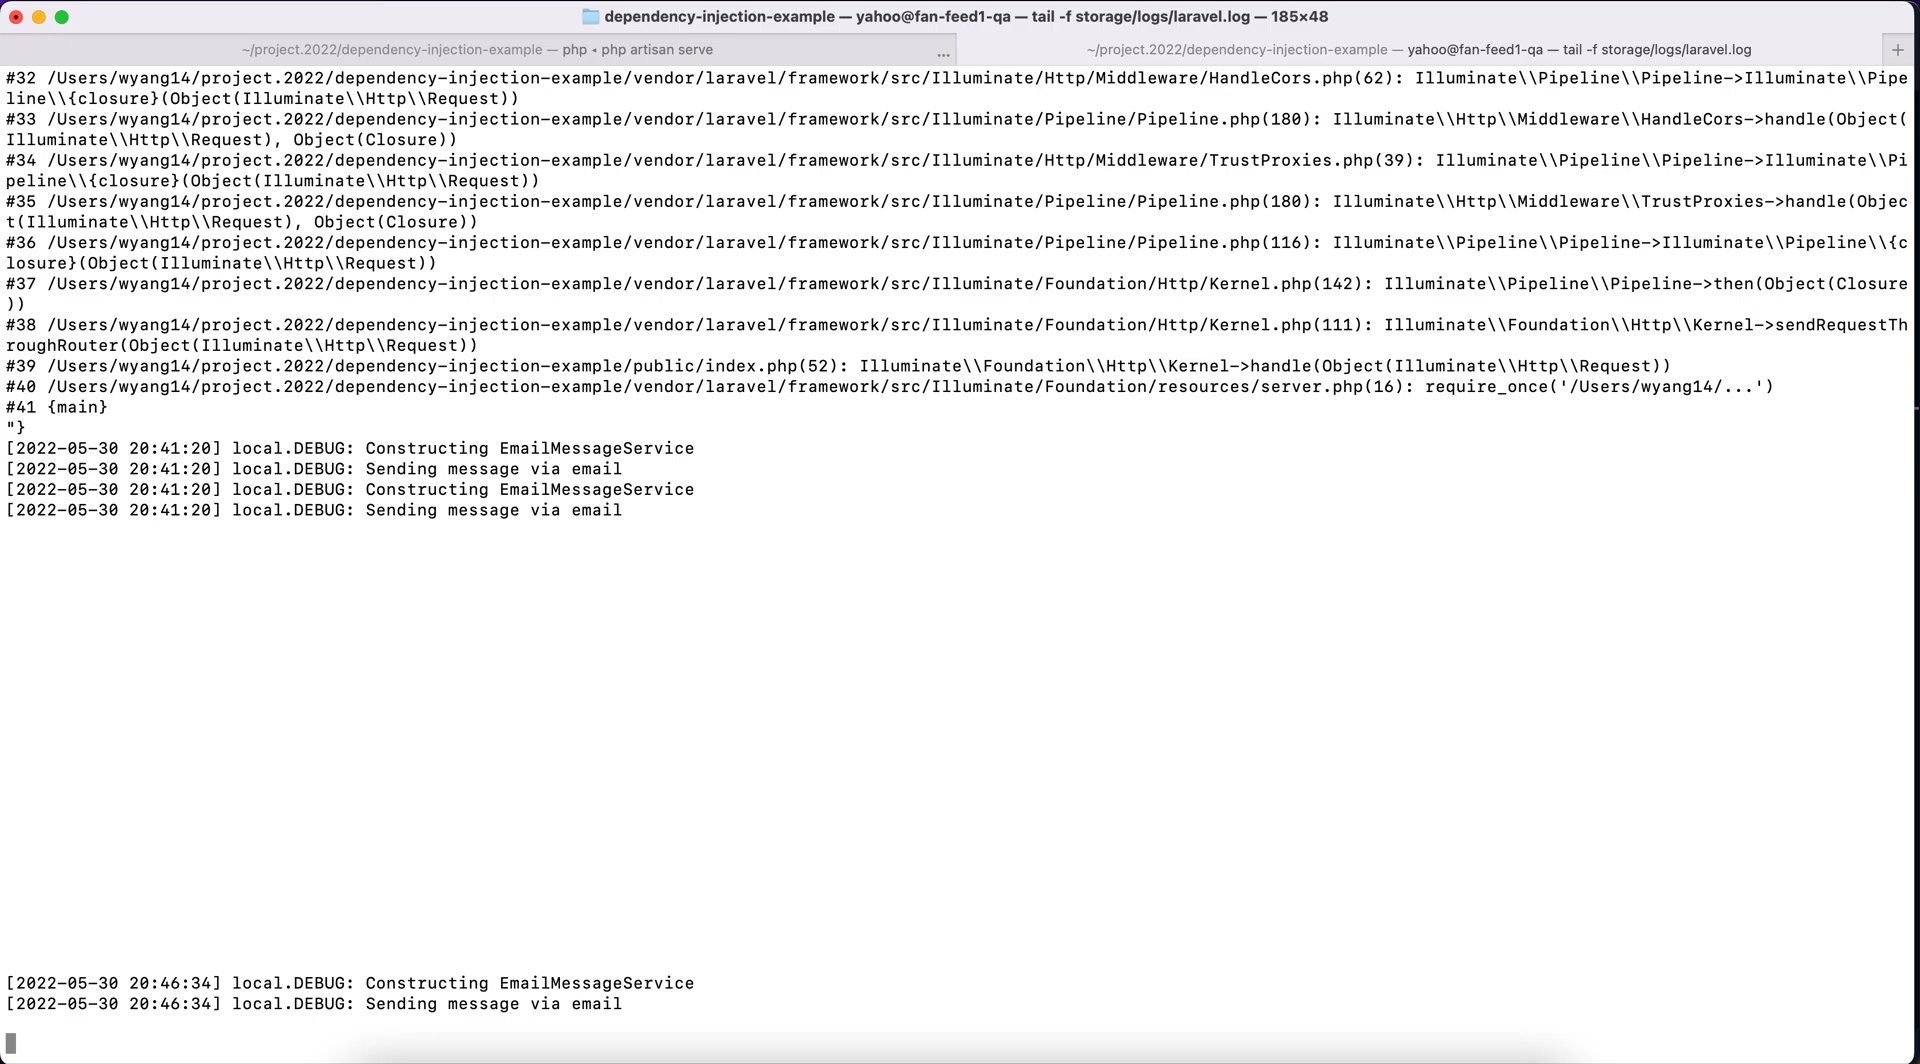 dependency-injection-example — yahoo@fan-feed1-qa — tail -f storage/logs/laravel.log — 185×48
~/project.2022/dependency-injection-example — php ◂ php artisan serve ...
~/project.2022/dependency-injection-example — yahoo@fan-feed1-qa — tail -f storage/logs/laravel.log +
#32 /Users/wyang14/project.2022/dependency-injection-example/vendor/laravel/framework/src/Illuminate/Http/Middleware/HandleCors.php(62): Illuminate\\Pipeline\\Pipeline->Illuminate\\Pipe
line\\{closure}(Object(Illuminate\\Http\\Request))
#33 /Users/wyang14/project.2022/dependency-injection-example/vendor/laravel/framework/src/Illuminate/Pipeline/Pipeline.php(180): Illuminate\\Http\\Middleware\\HandleCors->handle(Object(
Illuminate\\Http\\Request), Object(Closure))
#34 /Users/wyang14/project.2022/dependency-injection-example/vendor/laravel/framework/src/Illuminate/Http/Middleware/TrustProxies.php(39): Illuminate\\Pipeline\\Pipeline->Illuminate\\Pi
peline\\{closure}(Object(Illuminate\\Http\\Request))
#35 /Users/wyang14/project.2022/dependency-injection-example/vendor/laravel/framework/src/Illuminate/Pipeline/Pipeline.php(180): Illuminate\\Http\\Middleware\\TrustProxies->handle(Objec
t(Illuminate\\Http\\Request), Object(Closure))
#36 /Users/wyang14/project.2022/dependency-injection-example/vendor/laravel/framework/src/Illuminate/Pipeline/Pipeline.php(116): Illuminate\\Pipeline\\Pipeline->Illuminate\\Pipeline\\{c
losure}(Object(Illuminate\\Http\\Request))
#37 /Users/wyang14/project.2022/dependency-injection-example/vendor/laravel/framework/src/Illuminate/Foundation/Http/Kernel.php(142): Illuminate\\Pipeline\\Pipeline->then(Object(Closure
))
#38 /Users/wyang14/project.2022/dependency-injection-example/vendor/laravel/framework/src/Illuminate/Foundation/Http/Kernel.php(111): Illuminate\\Foundation\\Http\\Kernel->sendRequestTh
roughRouter(Object(Illuminate\\Http\\Request))
#39 /Users/wyang14/project.2022/dependency-injection-example/public/index.php(52): Illuminate\\Foundation\\Http\\Kernel->handle(Object(Illuminate\\Http\\Request))
#40 /Users/wyang14/project.2022/dependency-injection-example/vendor/laravel/framework/src/Illuminate/Foundation/resources/server.php(16): require_once('/Users/wyang14/...')
#41 {main}
"}
[2022-05-30 20:41:20] local.DEBUG: Constructing EmailMessageService
[2022-05-30 20:41:20] local.DEBUG: Sending message via email
[2022-05-30 20:41:20] local.DEBUG: Constructing EmailMessageService
[2022-05-30 20:41:20] local.DEBUG: Sending message via email
[2022-05-30 20:46:34] local.DEBUG: Constructing EmailMessageService
[2022-05-30 20:46:34] local.DEBUG: Sending message via email